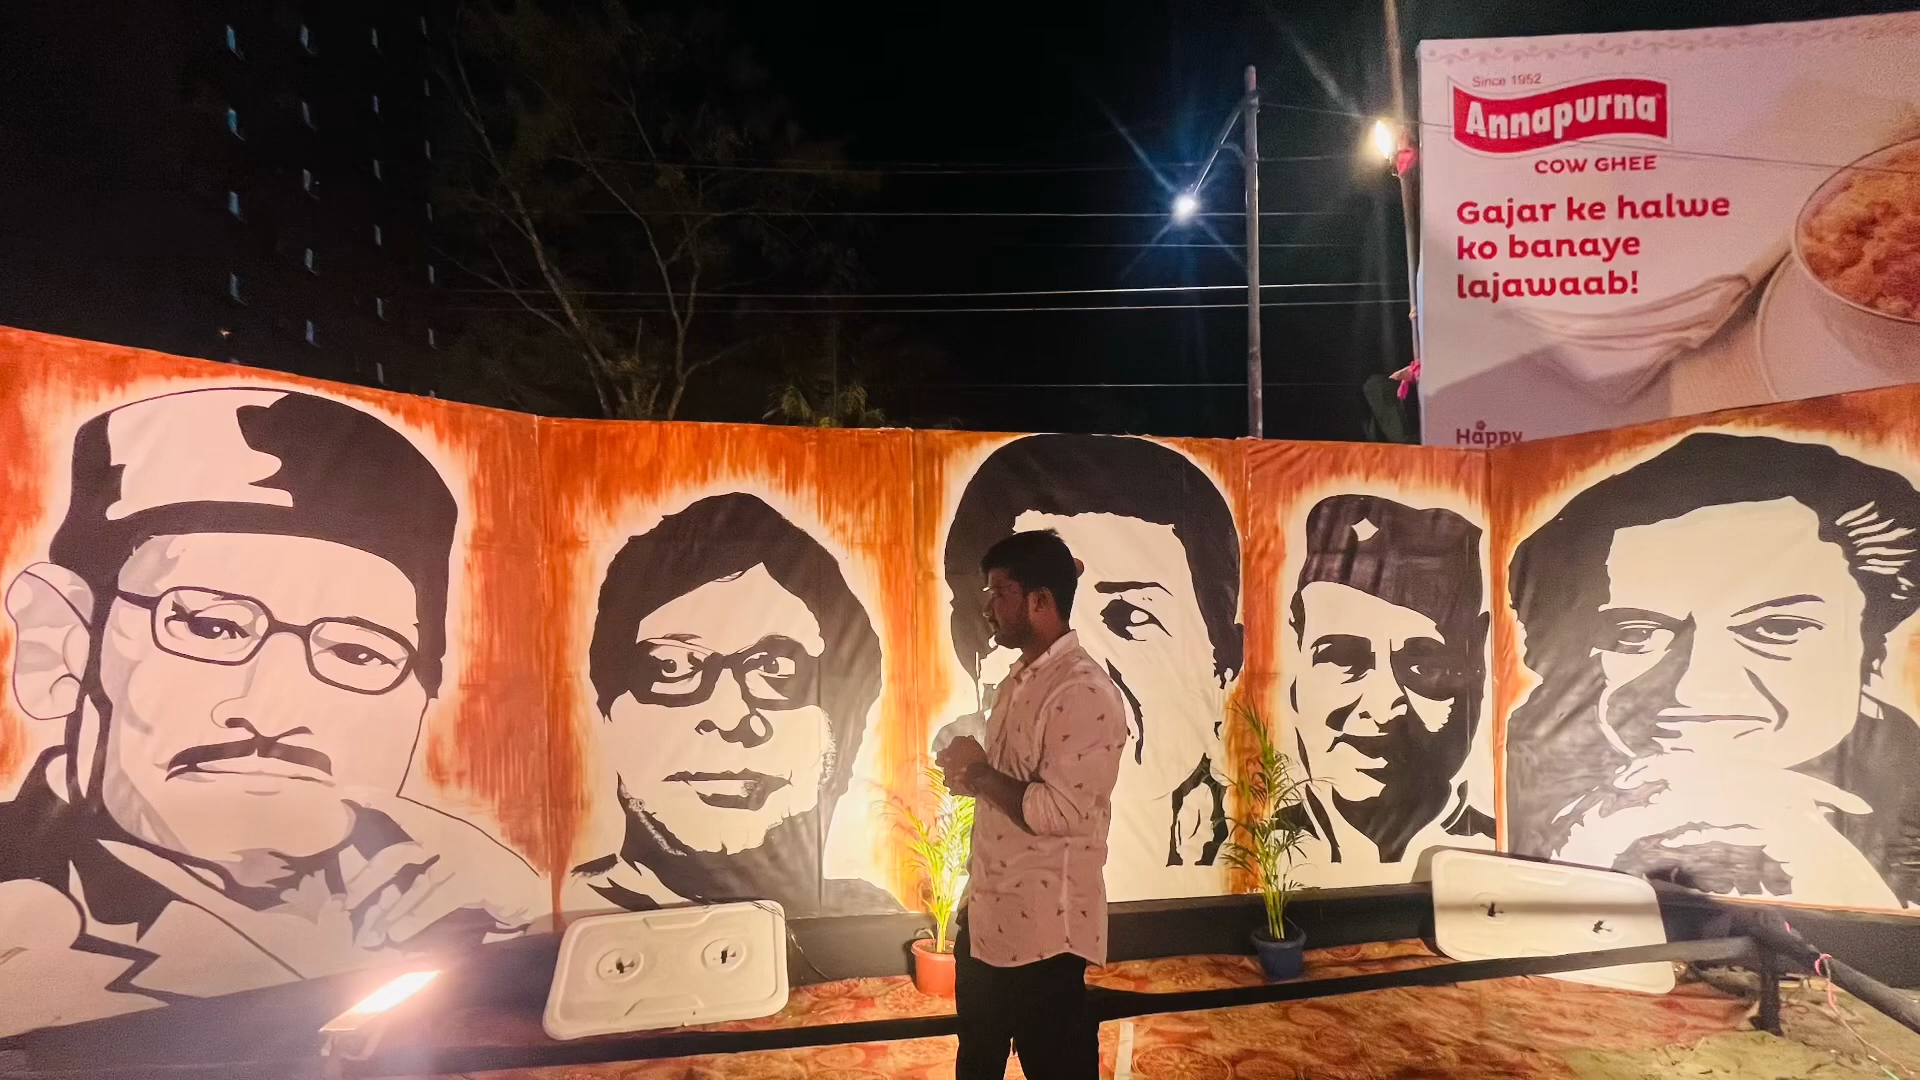 Since 1952
Annapurna
COW GHEE
Gajar ke halwe
ko banaye
lajawaab!
Happy